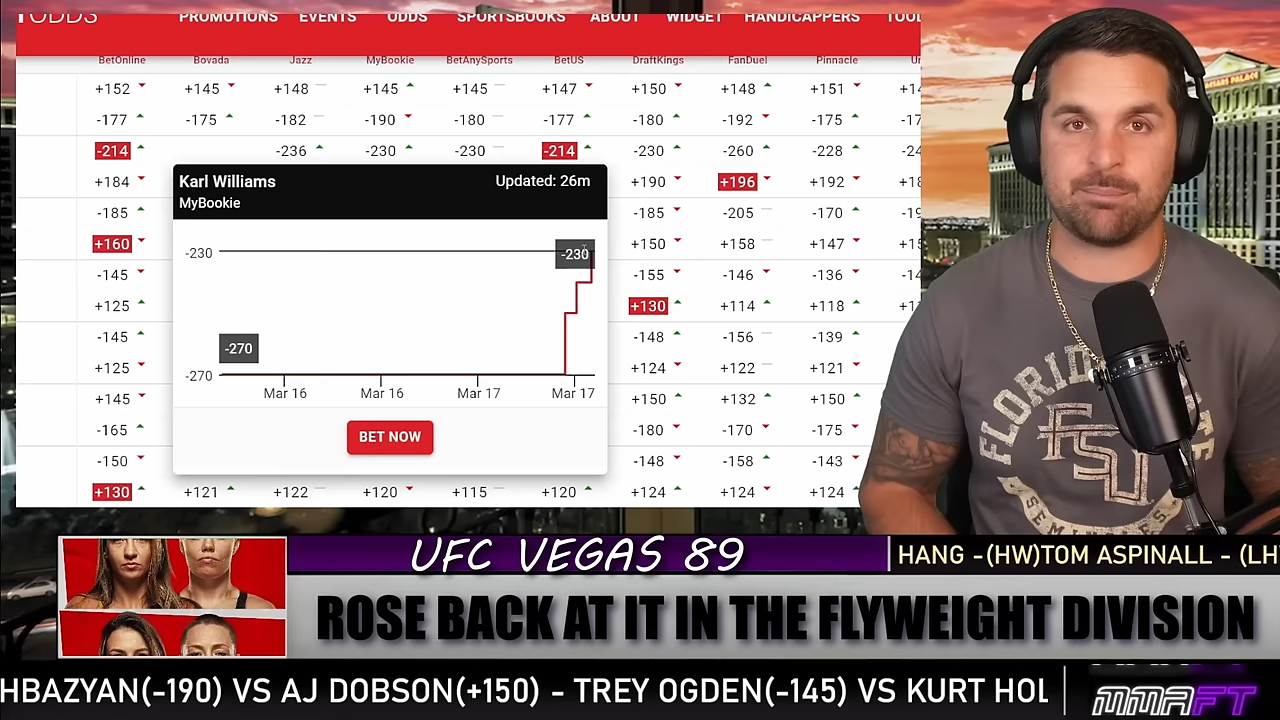 PROMOTIONS EVENTS ODDS SPORTSBOOKS ABOUT WIDGET HANDICAPPERS
BetOnline Bovada Jazz MyBookie BetAnySports BetUS DraftKings FanDuel Pinnacle
+152 +145 +148 +145 +145 +147 +150 +148 +151
-177 -175 -182 -190 -180 -177 -180 -192 -175
-214 -236 -230 -230 -214 -230 -260 -228
+184 +190 +196 +192
-185 -185 -205 -170
+160 +150 +158 +147
-145 -155 -146 -136
+125 +130 +114 +118
-145 -148 -156 -139
+125 +124 +122 +121
+145 +150 +132 +150
-165 -180 -170 -175
-150 -148 -158 -143
+130 +121 +122 +120 +115 +120 +124 +124 +124
Karl Williams Updated: 26m
MyBookie
-230
-230
-270
-270
Mar 16 Mar 16 Mar 17 Mar 17
BET NOW
CAESARS PALACE
FLORIDA STATE
FSU
SEMINOLES
UFC VEGAS 89
HANG -(HW)TOM ASPINALL - (LH
ROSE BACK AT IT IN THE FLYWEIGHT DIVISION
HBAZYAN(-190) VS AJ DOBSON(+150) - TREY OGDEN(-145) VS KURT HOL
MMAFT